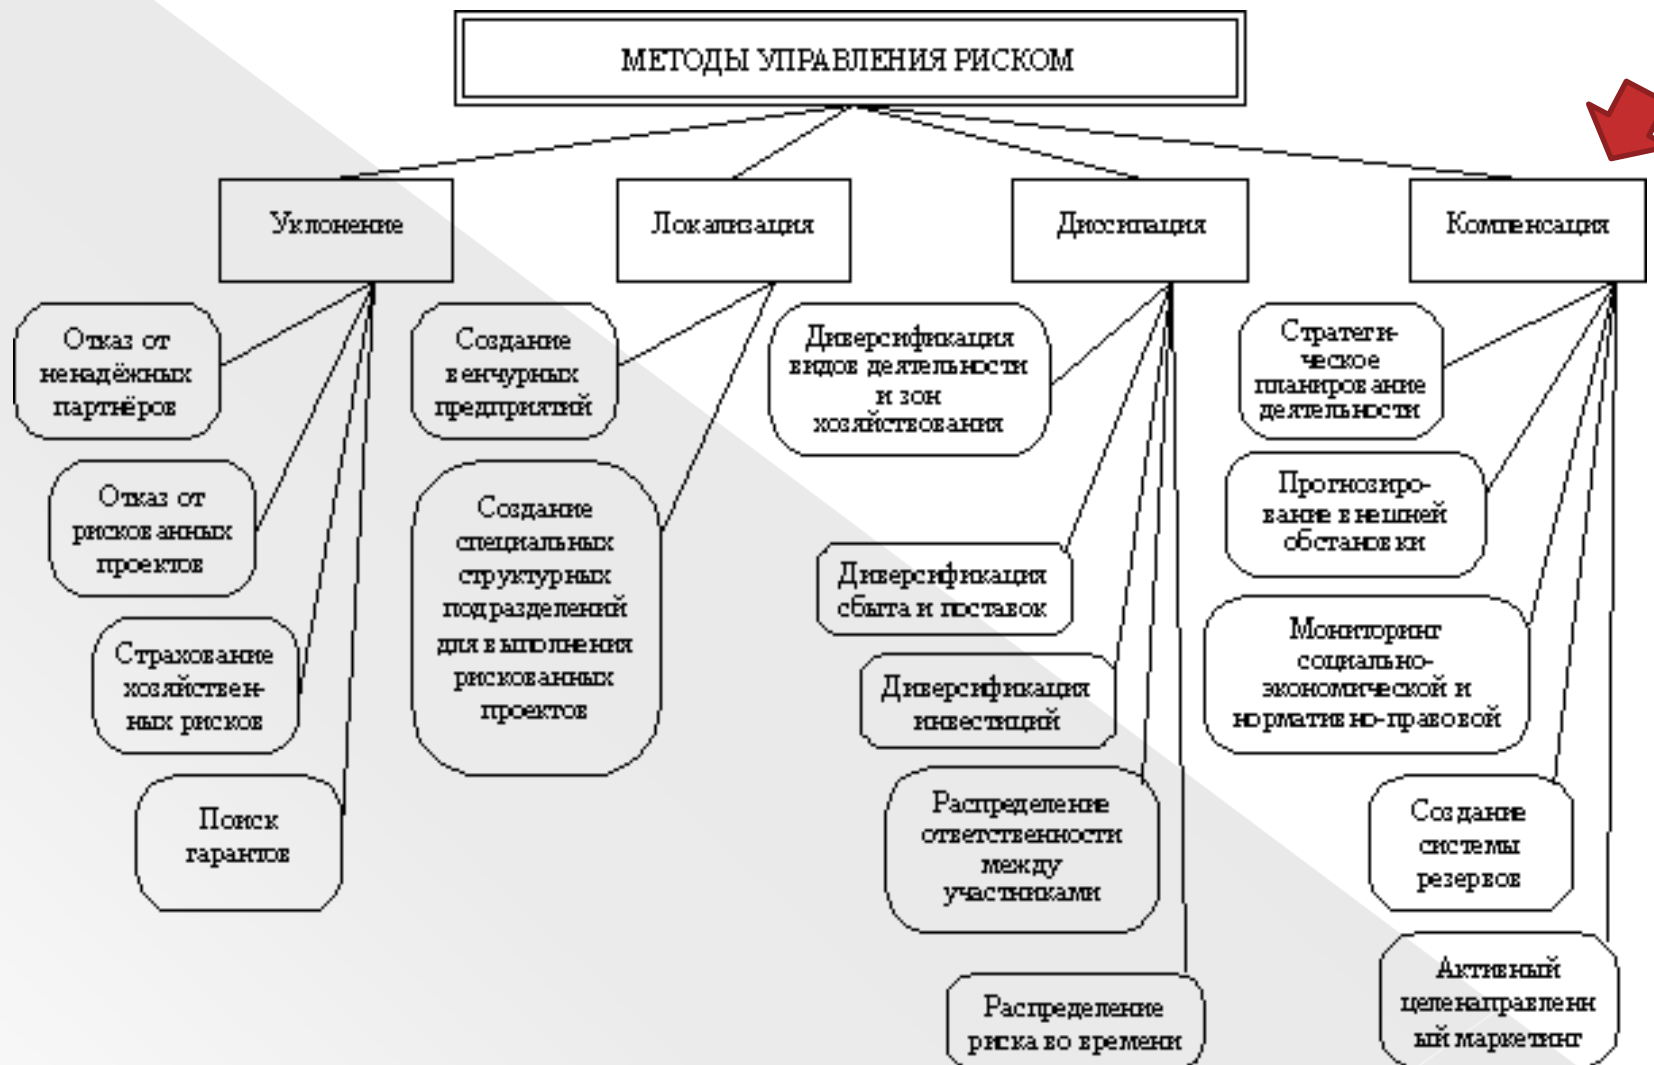 МЕТОДЫ УПРАВЛЕНИЯ РИСКОМ
Уклонение
Отказ от
ненадёжных
партнёров
Отказ от
рискованных
проектов
Страхование
хозяйствен-
ных рисков
Поиск
гарантов
Локализация
Создание
венчурных
предприятий
Создание
специальных
структурных
подразделений
для выполнения
рискованных
проектов
Диссипация
Диверсификация
видов деятельности
и зон
хозяйствования
Диверсификация
сбыта и поставок
Диверсификация
инвестиций
Распределение
ответственности
между
участниками
Распределение
риска во времени
Компенсация
Стратеги-
ческое
планирование
деятельности
Прогнозиро-
вание внешней
обстановки
Мониторинг
социально-
экономической и
нормативно-правовой
Создание
системы
резервов
Активный
целенаправленн
ый маркетинг